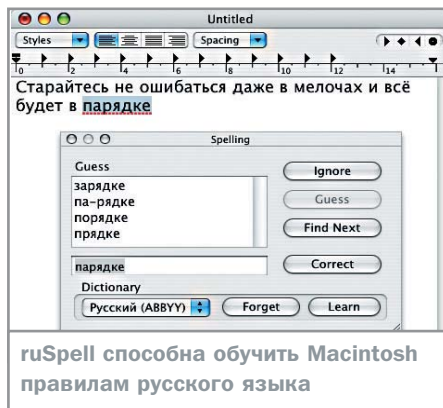 Untitled
Styles Spacing
0 2 4 6 8 10 12 14
Старайтесь не ошибаться даже в мелочах и всё
будет в парядке
Spelling
Guess
зарядке
па-рядке
порядке
прядке
Ignore
Guess
Find Next
парядке
Correct
Dictionary
Русский (ABBYY) Forget Learn
ruSpell способна обучить Macintosh
правилам русского языка